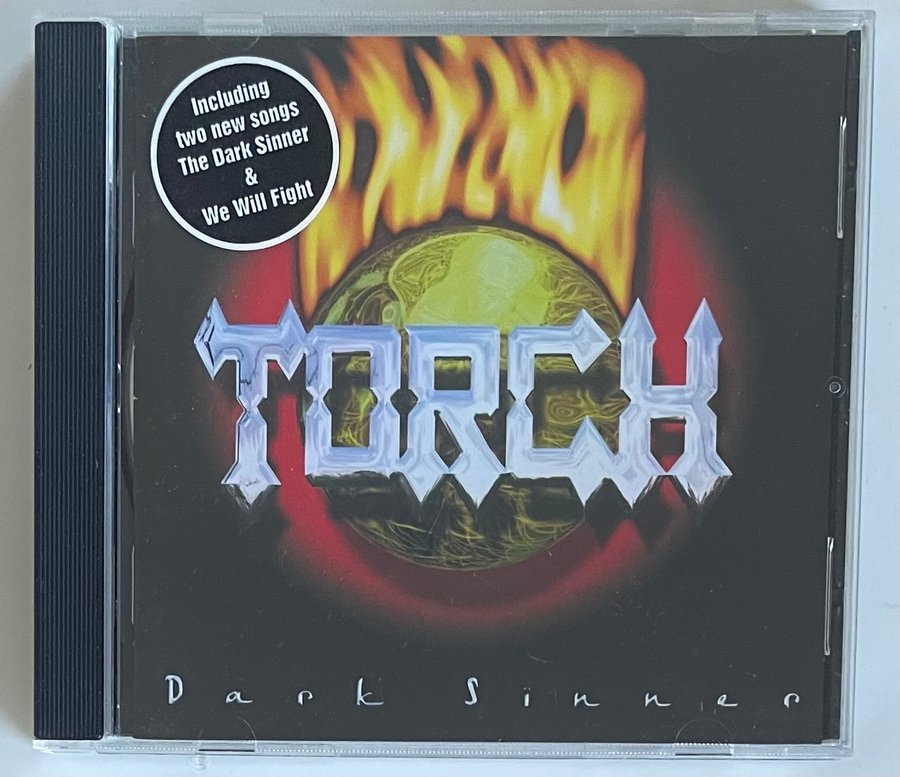 Including
two new songs
The Dark Sinner
&
We Will Fight
TORCH
Dark Sinner